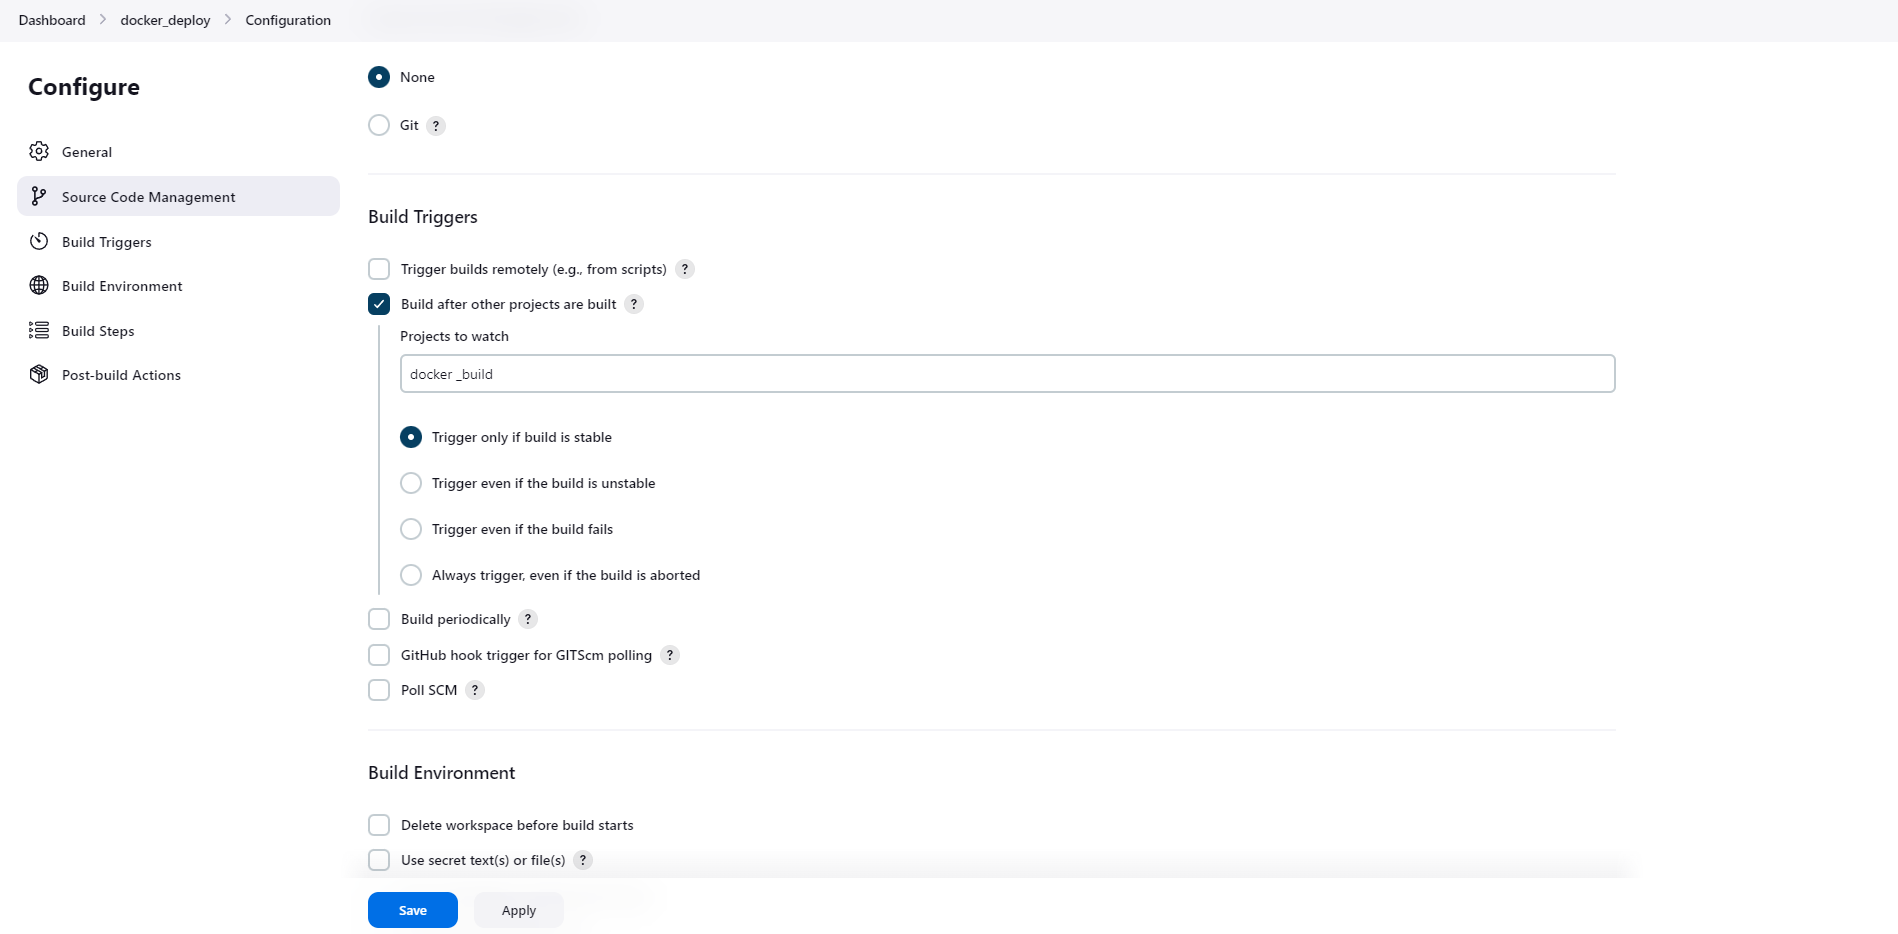 Dashboard > docker_deploy > Configuration
Configure
General
Source Code Management
Build Triggers
Build Environment
Build Steps
Post-build Actions
None
Git ?
Build Triggers
Trigger builds remotely (e.g., from scripts) ?
Build after other projects are built ?
Projects to watch
docker _build
Trigger only if build is stable
Trigger even if the build is unstable
Trigger even if the build fails
Always trigger, even if the build is aborted
Build periodically ?
GitHub hook trigger for GITScm polling ?
Poll SCM ?
Build Environment
Delete workspace before build starts
Use secret text(s) or file(s) ?
Save
Apply